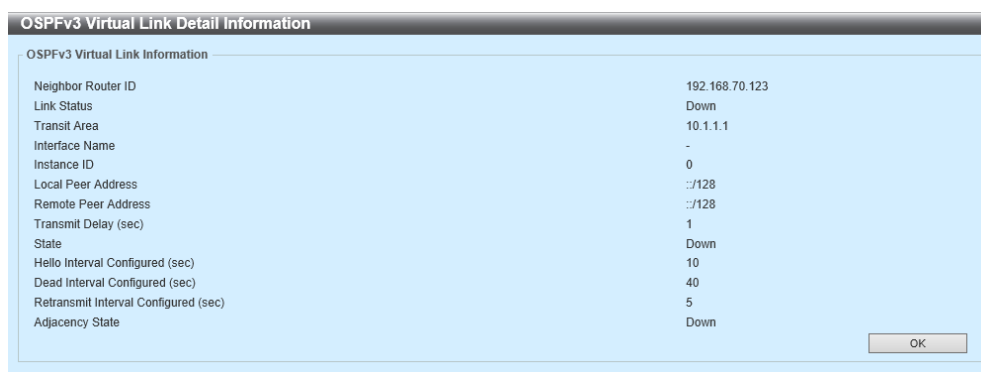 OSPFv3 Virtual Link Detail Information
OSPFv3 Virtual Link Information
Neighbor Router ID 192.168.70.123
Link Status Down
Transit Area 10.1.1.1
Interface Name -
Instance ID 0
Local Peer Address ::/128
Remote Peer Address ::/128
Transmit Delay (sec) 1
State Down
Hello Interval Configured (sec) 10
Dead Interval Configured (sec) 40
Retransmit Interval Configured (sec) 5
Adjacency State Down
OK